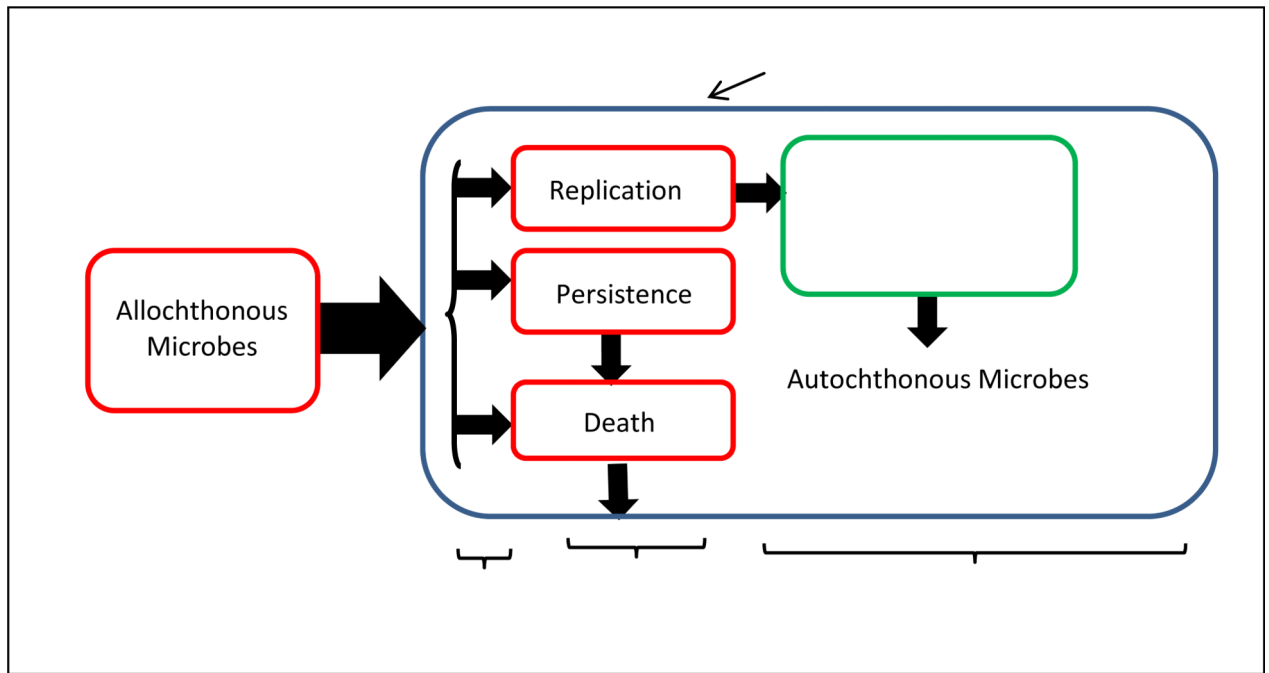 Replication
Allochthonous
Microbes
Persistence
Autochthonous Microbes
Death